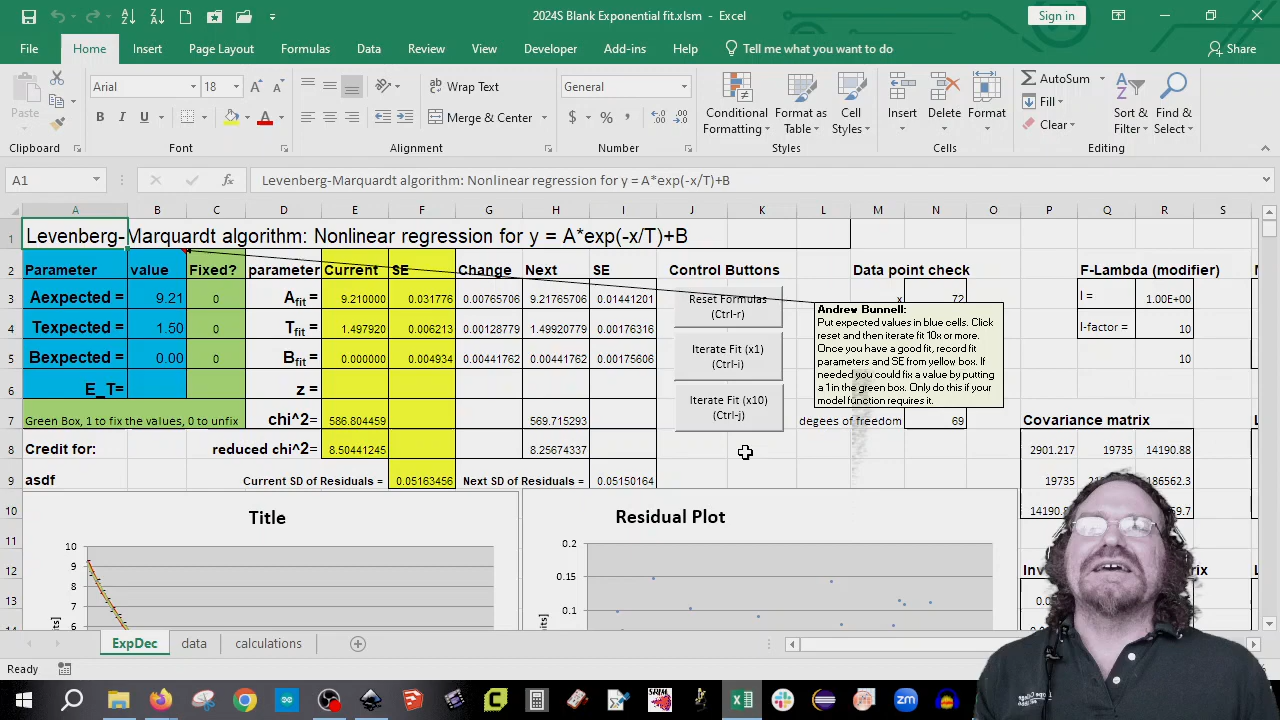 2024S Blank Exponential fit.xlsm - Excel
Sign in
File Home Insert Page Layout Formulas Data Review View Developer Add-ins Help Tell me what you want to do Share
Paste
Arial 18
Wrap Text
Merge & Center
General
Conditional Formatting
Format as Table
Cell Styles
Insert Delete Format
AutoSum
Fill
Clear
Sort & Filter
Find & Select
Clipboard Font Alignment Number Styles Cells Editing
A1 fx Levenberg-Marquardt algorithm: Nonlinear regression for y = A*exp(-x/T)+B
A B C D E F G H I J K L M N O P Q R S
1 Levenberg-Marquardt algorithm: Nonlinear regression for y = A*exp(-x/T)+B
2 Parameter value Fixed? parameter Current SE Change Next SE Control Buttons Data point check F-Lambda (modifier)
3 Aexpected = 9.21 0 Afit = 9.210000 0.031776 0.00765706 9.21765706 0.01441201 x 72 l = 1.00E+00
4 Texpected = 1.50 0 Tfit = 1.497920 0.006213 0.00128779 1.49920779 0.00176316 l-factor = 10
5 Bexpected = 0.00 0 Bfit = 0.000000 0.004934 0.00441762 0.00441762 0.00175606 10
6 E_T= z =
7 Green Box, 1 to fix the values, 0 to unfix chi^2= 586.804459 569.715293 degees of freedom 69 Covariance matrix
8 Credit for: reduced chi^2= 8.50441245 8.25674337 2901.217 19735 14190.88
9 asdf Current SD of Residuals = 0.05163456 Next SD of Residuals = 0.05150164 19735
Reset Formulas
(Ctrl-r)
Iterate Fit (x1)
(Ctrl-i)
Iterate Fit (x10)
(Ctrl-j)
Andrew Bunnell:
Put expected values in blue cells. Click
reset and then iterate fit 10x or more.
Once you have a good fit, record fit
parameters and SE from yellow box. If
needed you could fix a value by putting
1 in the green box. Only do this if your
model function requires it.
10
11
12
13
Title
10
9
8
7
6
Residual Plot
0.2
0.15
0.1
ExpDec data calculations
Ready